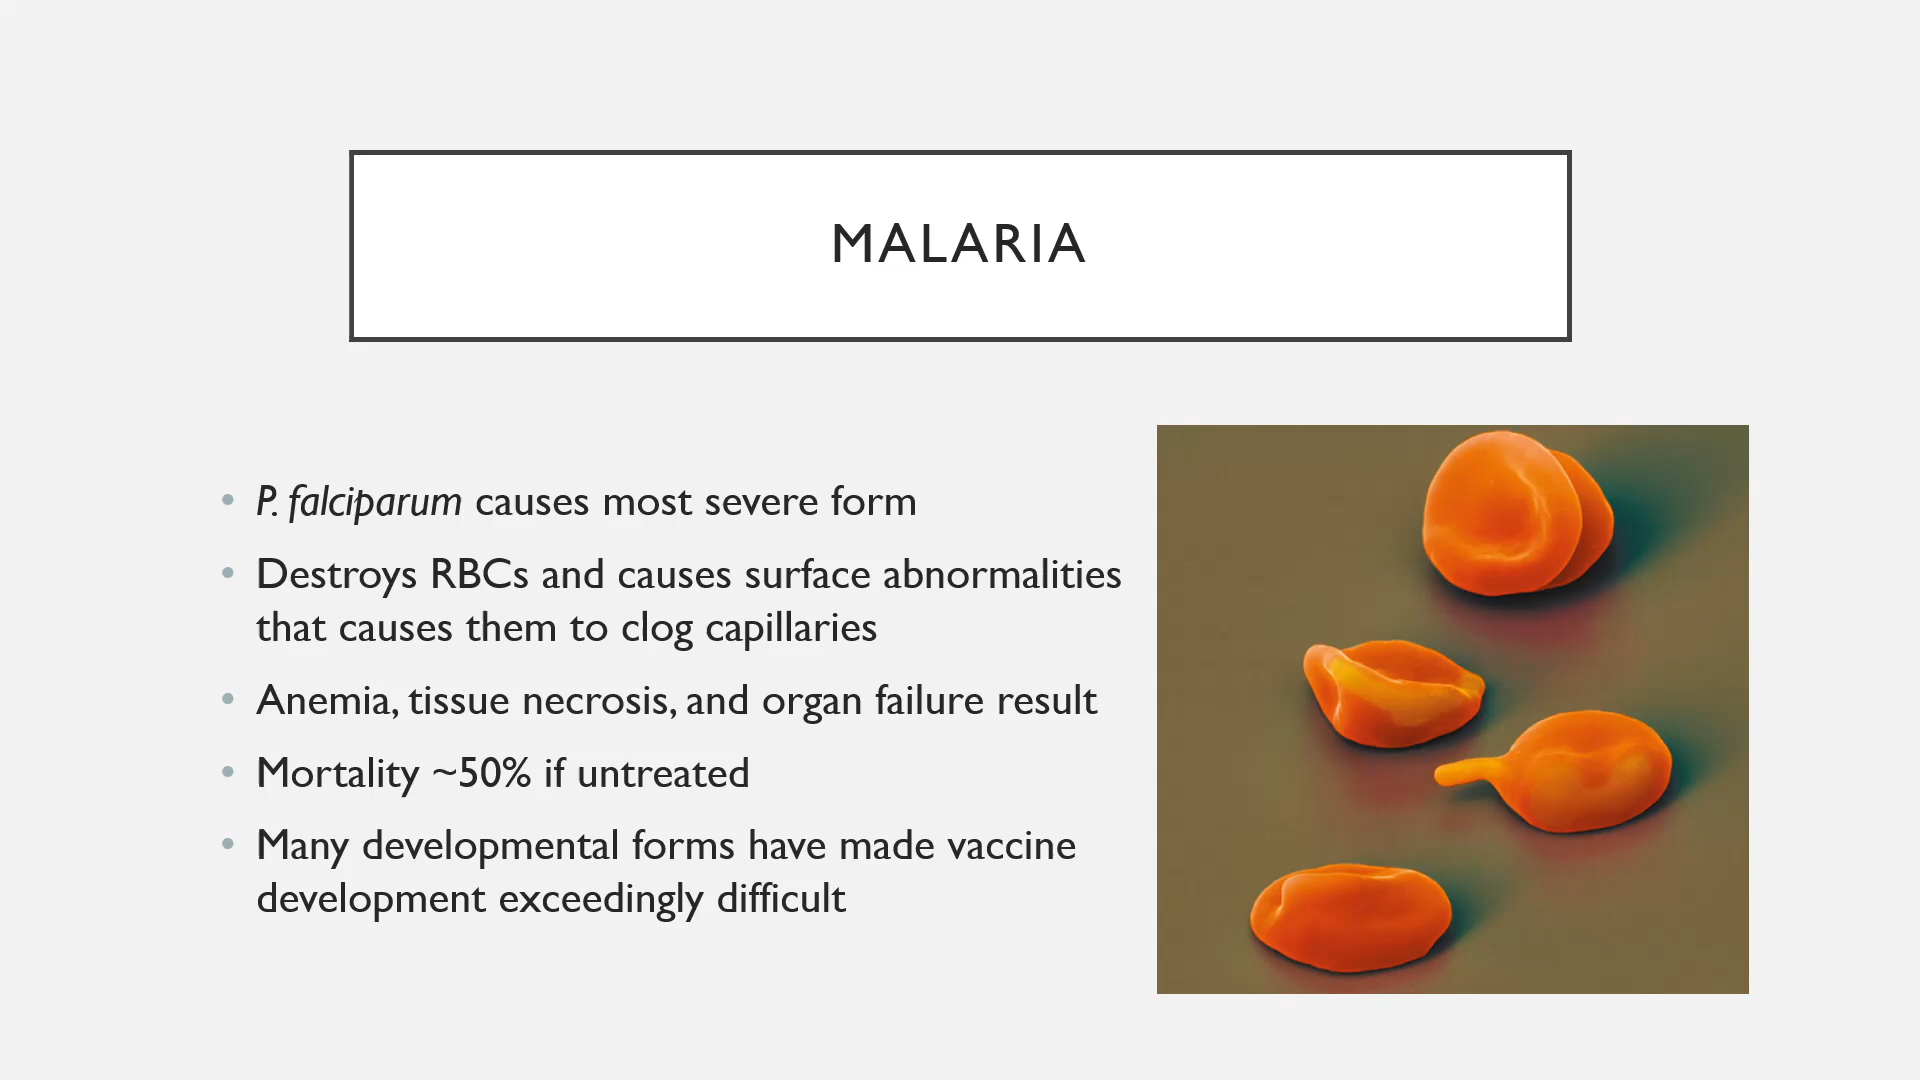 MALARIA
• P. falciparum causes most severe form
• Destroys RBCs and causes surface abnormalities
that causes them to clog capillaries
• Anemia, tissue necrosis, and organ failure result
• Mortality ~50% if untreated
• Many developmental forms have made vaccine
development exceedingly difficult